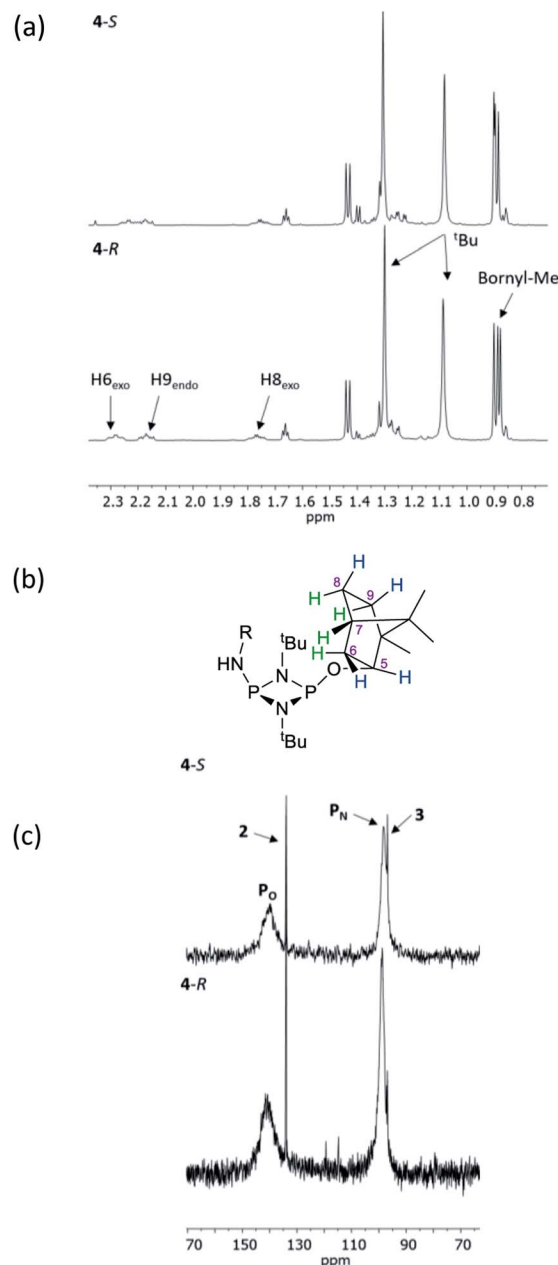 (a)
4-S
4-R
ᵗBu
Bornyl-Me
H6exo
H9endo
H8exo
2.3 2.2 2.1 2.0 1.9 1.8 1.7 1.6 1.5 1.4 1.3 1.2 1.1 1.0 0.9 0.8
ppm
(b)
H
8
H
H
9
H
H
7
R
ᵗBu
H
6
5
HN
N
O
H
H
P
P
N
ᵗBu
4-S
(c)
2
PN
3
PO
4-R
70 150 130 110 90 70
ppm